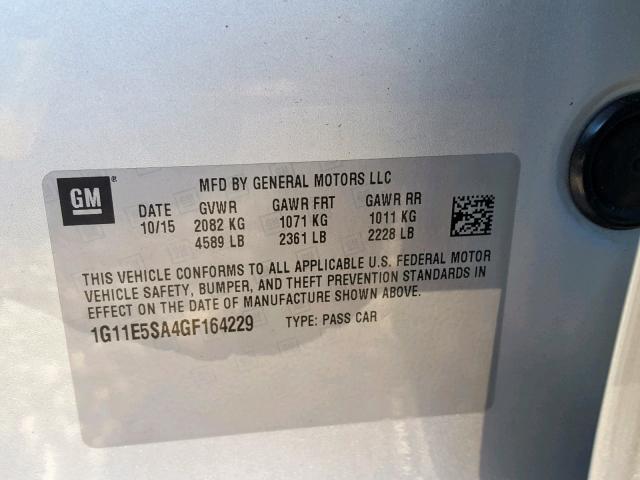 GM®
MFD BY GENERAL MOTORS LLC
DATE GVWR GAWR FRT GAWR RR
10/15 2082 KG 1071 KG 1011 KG
4589 LB 2361 LB 2228 LB
THIS VEHICLE CONFORMS TO ALL APPLICABLE U.S. FEDERAL MOTOR
VEHICLE SAFETY, BUMPER, AND THEFT PREVENTION STANDARDS IN
EFFECT ON THE DATE OF MANUFACTURE SHOWN ABOVE.
1G11E5SA4GF164229 TYPE: PASS CAR